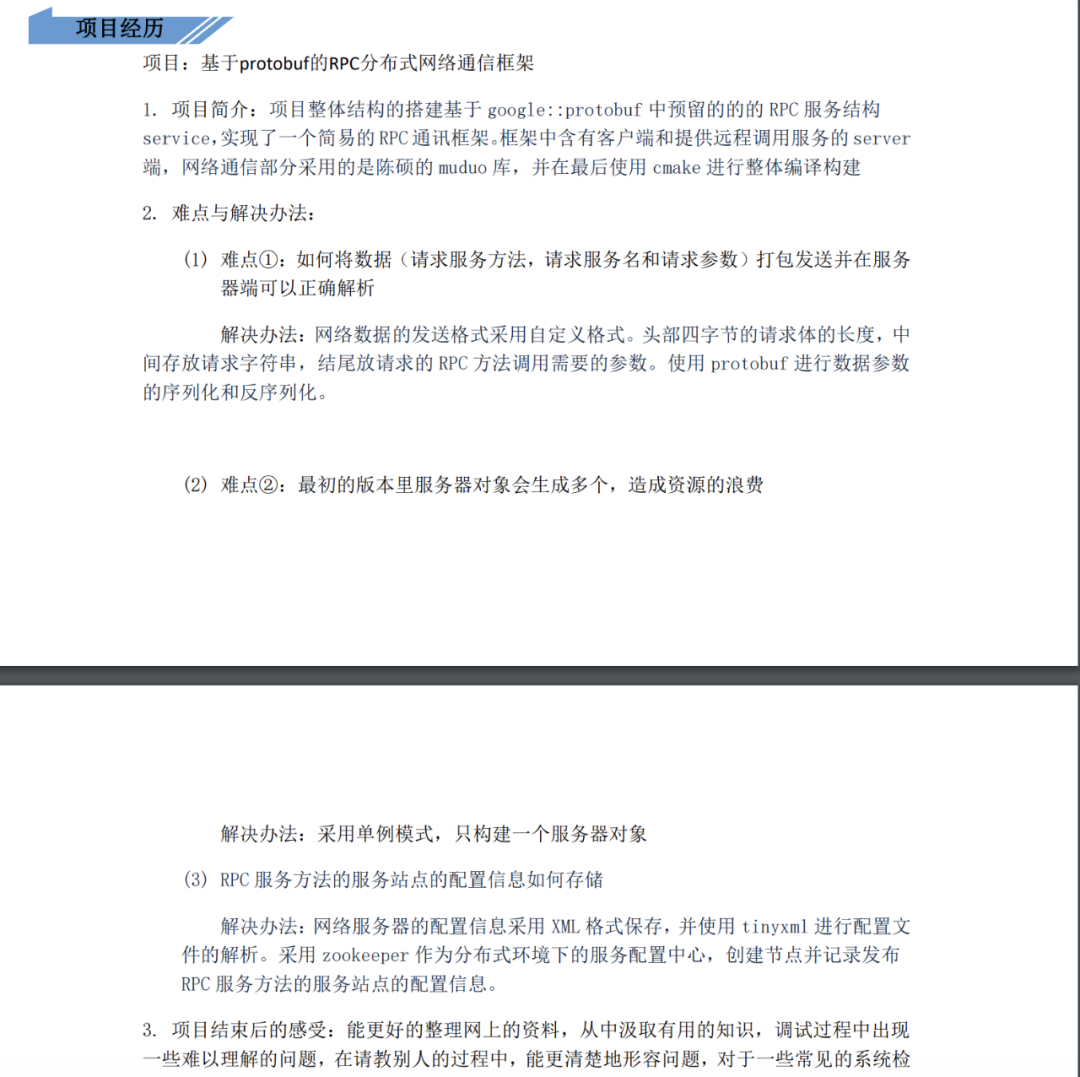 项目经历
项目：基于protobuf的RPC分布式网络通信框架
1. 项目简介：项目整体结构的搭建基于 google::protobuf 中预留的的的 RPC 服务结构
service,实现了一个简易的 RPC 通讯框架。框架中含有客户端和提供远程调用服务的 server
端，网络通信部分采用的是陈硕的 muduo 库，并在最后使用 cmake 进行整体编译构建
2. 难点与解决办法：
(1) 难点①：如何将数据（请求服务方法，请求服务名和请求参数）打包发送并在服务
器端可以正确解析
解决办法：网络数据的发送格式采用自定义格式。头部四字节的请求体的长度，中
间存放请求字符串，结尾放请求的 RPC 方法调用需要的参数。使用 protobuf 进行数据参数
的序列化和反序列化。
(2) 难点②：最初的版本里服务器对象会生成多个，造成资源的浪费
解决办法：采用单例模式，只构建一个服务器对象
(3) RPC 服务方法的服务站点的配置信息如何存储
解决办法：网络服务器的配置信息采用 XML 格式保存，并使用 tinyxml 进行配置文
件的解析。采用 zookeeper 作为分布式环境下的服务配置中心，创建节点并记录发布
RPC 服务方法的服务站点的配置信息。
3. 项目结束后的感受：能更好的整理网上的资料，从中汲取有用的知识，调试过程中出现
一些难以理解的问题，在请教别人的过程中，能更清楚地形容问题，对于一些常见的系统检